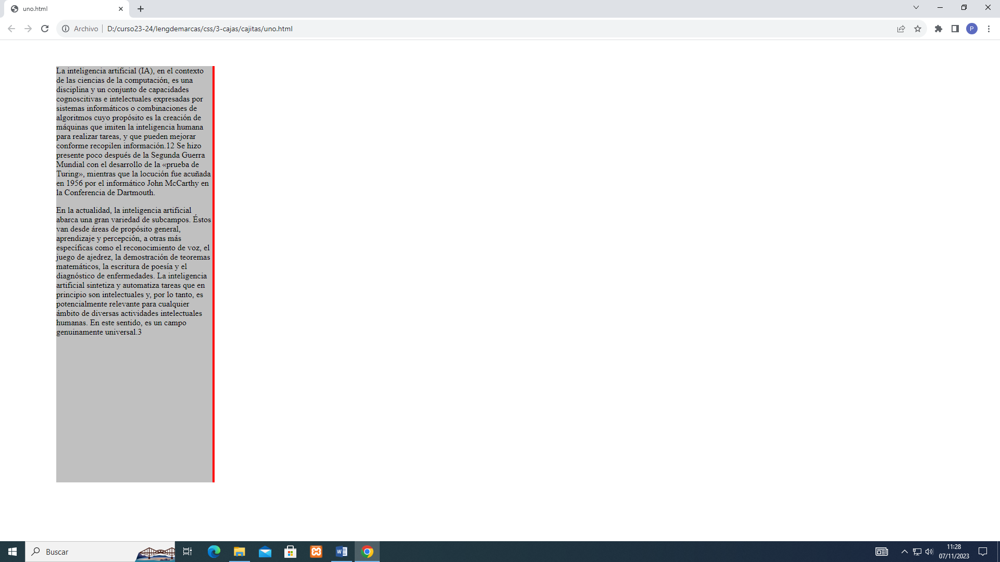 uno.html
Archivo
D:/curso23-24/lengdemarcas/css/3-cajas/cajitas/uno.html
P
La inteligencia artificial (IA), en el contexto
de las ciencias de la computación, es una
disciplina y un conjunto de capacidades
cognoscitivas e intelectuales expresadas por
sistemas informáticos o combinaciones de
algoritmos cuyo propósito es la creación de
máquinas que imiten la inteligencia humana
para realizar tareas, y que pueden mejorar
conforme recopilen información.12 Se hizo
presente poco después de la Segunda Guerra
Mundial con el desarrollo de la «prueba de
Turing», mientras que la locución fue acuñada
en 1956 por el informático John McCarthy en
la Conferencia de Dartmouth.
En la actualidad, la inteligencia artificial
abarca una gran variedad de subcampos. Éstos
van desde áreas de propósito general,
aprendizaje y percepción, a otras más
específicas como el reconocimiento de voz, el
juego de ajedrez, la demostración de teoremas
matemáticos, la escritura de poesía y el
diagnóstico de enfermedades. La inteligencia
artificial sintetiza y automatiza tareas que en
principio son intelectuales y, por lo tanto, es
potencialmente relevante para cualquier
ámbito de diversas actividades intelectuales
humanas. En este sentido, es un campo
genuinamente universal.3
Buscar
11:28
07/11/2023